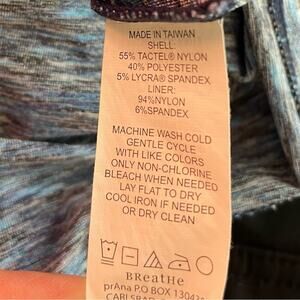 MADE IN TAIWAN
SHELL:
55% TACTEL® NYLON
40% POLYESTER
5% LYCRA® SPANDEX
LINER:
94%NYLON
6%SPANDEX
MACHINE WASH COLD
GENTLE CYCLE
WITH LIKE COLORS
ONLY NON-CHLORINE
BLEACH WHEN NEEDED
LAY FLAT TO DRY
COOL IRON IF NEEDED
OR DRY CLEAN
BReatHe
prAna P.O BOX
CARLSBAD